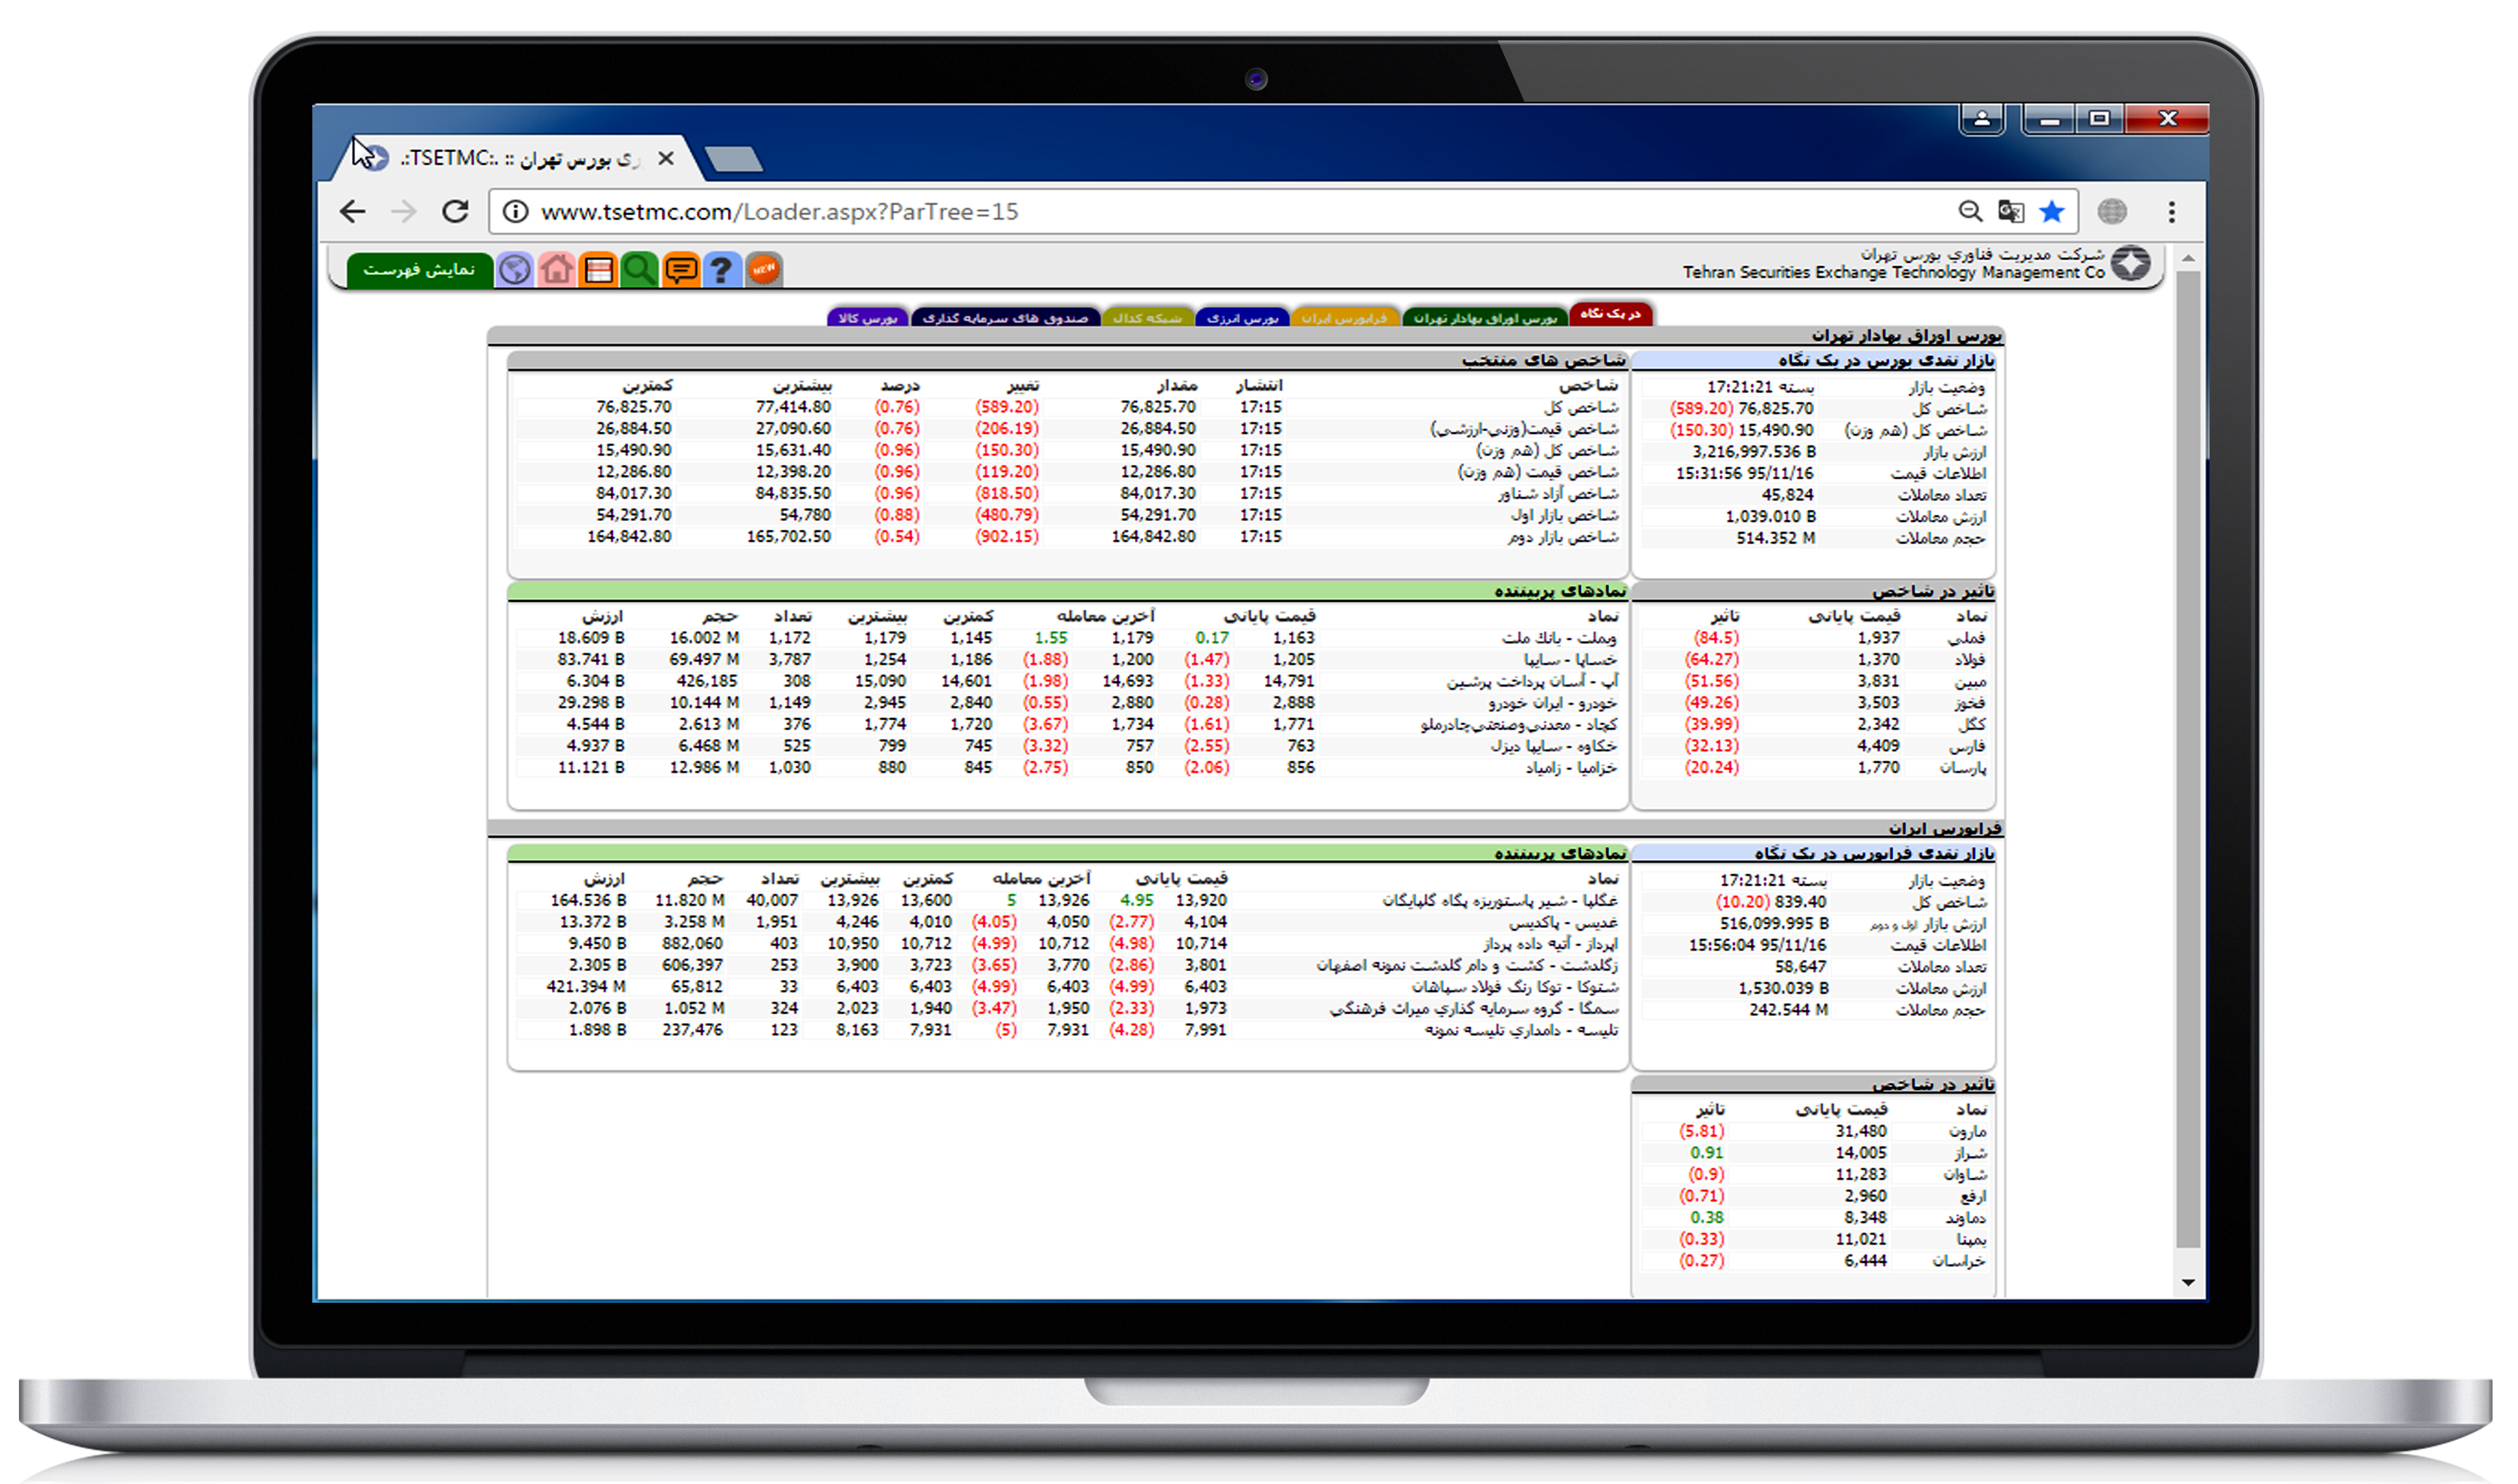 .:TSETMC:. :: ری بورس تهران
www.tsetmc.com/Loader.aspx?ParTree=15
شرکت مدیریت فناوري بورس تهران
Tehran Securities Exchange Technology Management Co
نمایش فهرست
NEW
در یک نگاه بورس اوراق بهادار تهران فرابورس ایران بورس انرژی شبکه کدال صندوق های سرمایه گذاری بورس کالا
بورس اوراق بهادار تهران
بازار نقدی بورس در یک نگاه
وضعیت بازار بسته 17:21:21
شاخص کل 76,825.70 (589.20)
شاخص کل (هم وزن) 15,490.90 (150.30)
ارزش بازار 3,216,997.536 B
اطلاعات قیمت 95/11/16 15:31:56
تعداد معاملات 45,824
ارزش معاملات 1,039.010 B
حجم معاملات 514.352 M
شاخص های منتخب
شاخص انتشار مقدار تغییر درصد بیشترین کمترین
شاخص کل 17:15 76,825.70 (589.20) (0.76) 77,414.80 76,825.70
شاخص قیمت(وزني-ارزشي) 17:15 26,884.50 (206.19) (0.76) 27,090.60 26,884.50
شاخص کل (هم وزن) 17:15 15,490.90 (150.30) (0.96) 15,631.40 15,490.90
شاخص قیمت (هم وزن) 17:15 12,286.80 (119.20) (0.96) 12,398.20 12,286.80
شاخص آزاد شناور 17:15 84,017.30 (818.50) (0.96) 84,835.50 84,017.30
شاخص بازار اول 17:15 54,291.70 (480.79) (0.88) 54,780 54,291.70
شاخص بازار دوم 17:15 164,842.80 (902.15) (0.54) 165,702.50 164,842.80
تاثیر در شاخص
نماد قیمت پایانی تاثیر
فملي 1,937 (84.5)
فولاد 1,370 (64.27)
مبین 3,831 (51.56)
فخوز 3,503 (49.26)
کگل 2,342 (39.99)
فارس 4,409 (32.13)
پارسان 1,770 (20.24)
نمادهای پربیننده
نماد قیمت پایانی آخرین معامله کمترین بیشترین تعداد حجم ارزش
وبملت - بانك ملت 1,163 0.17 1,179 1.55 1,145 1,179 1,172 16.002 M 18.609 B
خساپا - سایپا 1,205 (1.47) 1,200 (1.88) 1,186 1,254 3,787 69.497 M 83.741 B
آپ - آسان پرداخت پرشین 14,791 (1.33) 14,693 (1.98) 14,601 15,090 308 426,185 6.304 B
خودرو - ایران خودرو 2,888 (0.28) 2,880 (0.55) 2,840 2,945 1,149 10.144 M 29.298 B
کچاد - معدني‌وصنعتي‌چادرملو 1,771 (1.61) 1,734 (3.67) 1,720 1,774 376 2.613 M 4.544 B
خکاوه - سایپا دیزل 763 (2.55) 757 (3.32) 745 799 525 6.468 M 4.937 B
خزامیا - زامیاد 856 (2.06) 850 (2.75) 845 880 1,030 12.986 M 11.121 B
فرابورس ایران
بازار نقدی فرابورس در یک نگاه
وضعیت بازار بسته 17:21:21
شاخص کل 839.40 (10.20)
ارزش بازار اول و دوم 516,099.995 B
اطلاعات قیمت 95/11/16 15:56:04
تعداد معاملات 58,647
ارزش معاملات 1,530.039 B
حجم معاملات 242.544 M
نمادهای پربیننده
نماد قیمت پایانی آخرین معامله کمترین بیشترین تعداد حجم ارزش
غگلپا - شیر پاستوریزه پگاه گلپایگان 13,920 4.95 13,926 5 13,600 13,926 40,007 11.820 M 164.536 B
غدیس - پاکدیس 4,104 (2.77) 4,050 (4.05) 4,010 4,246 1,951 3.258 M 13.372 B
اپرداز - آتیه داده پرداز 10,714 (4.98) 10,712 (4.99) 10,712 10,950 403 882,060 9.450 B
زگلدشت - کشت و دام گلدشت نمونه اصفهان 3,801 (2.86) 3,770 (3.65) 3,723 3,900 253 606,397 2.305 B
شتوکا - توکا رنگ فولاد سپاهان 6,403 (4.99) 6,403 (4.99) 6,403 6,403 33 65,812 421.394 M
سمگا - گروه سرمایه گذاري میراث فرهنگي 1,973 (2.33) 1,950 (3.47) 1,940 2,023 324 1.052 M 2.076 B
تلیسه - دامداري تلیسه نمونه 7,991 (4.28) 7,931 (5) 7,931 8,163 123 237,476 1.898 B
تاثیر در شاخص
نماد قیمت پایانی تاثیر
مارون 31,480 (5.81)
شراز 14,005 0.91
شاوان 11,283 (0.9)
ارفع 2,960 (0.71)
دماوند 8,348 0.38
بمپنا 11,021 (0.33)
خراسان 6,444 (0.27)